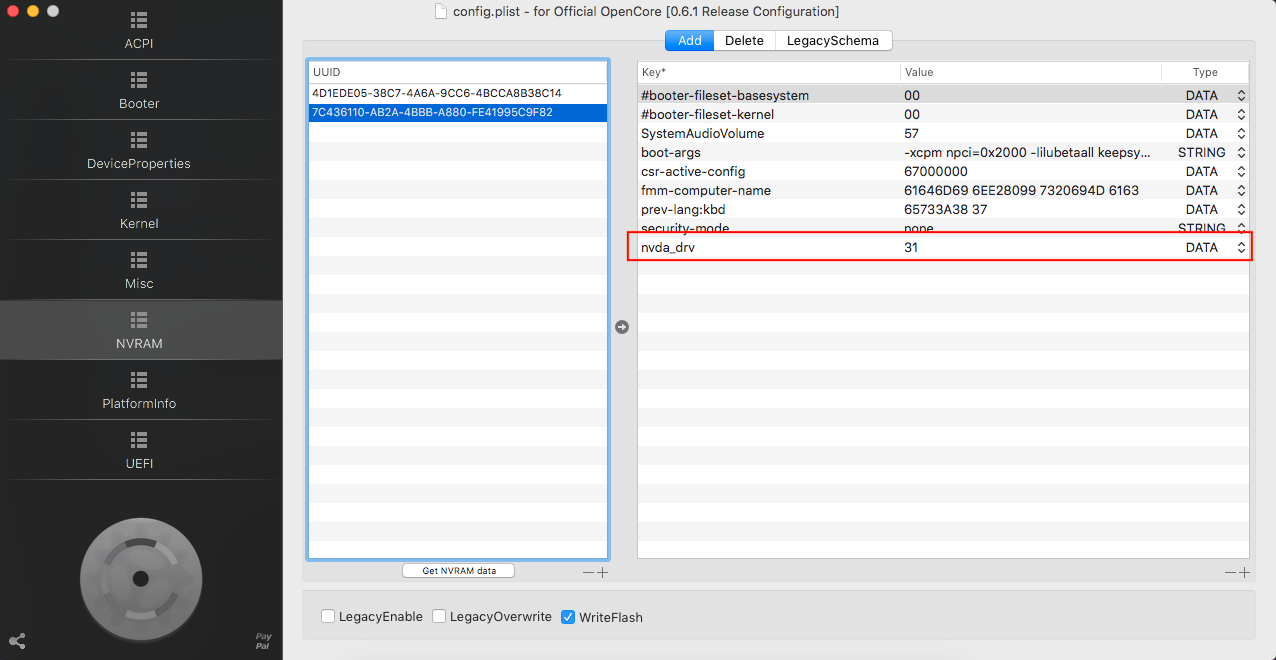 config.plist - for Official OpenCore [0.6.1 Release Configuration]
ACPI
Booter
DeviceProperties
Kernel
Misc
NVRAM
PlatformInfo
UEFI
Pay
Pal
Add Delete LegacySchema
UUID
4D1EDE05-38C7-4A6A-9CC6-4BCCA8B38C14
7C436110-AB2A-4BBB-A880-FE41995C9F82
Get NVRAM data
Key* Value Type
#booter-fileset-basesystem 00 DATA
#booter-fileset-kernel 00 DATA
SystemAudioVolume 57 DATA
boot-args -xcpm npci=0x2000 -lilubetaall keepsy... STRING
csr-active-config 67000000 DATA
fmm-computer-name 61646D69 6EE28099 7320694D 6163 DATA
prev-lang:kbd 65733A38 37 DATA
security-mode none STRING
nvda_drv 31 DATA
LegacyEnable LegacyOverwrite WriteFlash